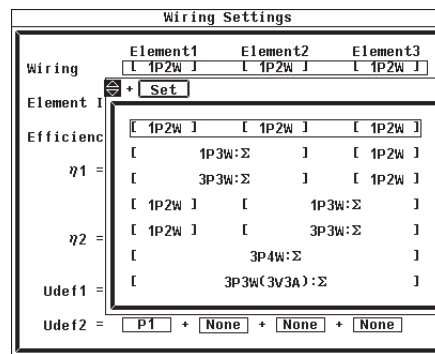 Wiring Settings
Element1 Element2 Element3
Wiring [ 1P2W ] [ 1P2W ] [ 1P2W ]
+ Set
Element I
[ 1P2W ] [ 1P2W ] [ 1P2W ]
Efficienc
[ 1P3W:Σ ] [ 1P2W ]
η1 = [ 3P3W:Σ ] [ 1P2W ]
[ 1P2W ] [ 1P3W:Σ ]
η2 = [ 1P2W ] [ 3P3W:Σ ]
[ 3P4W:Σ ]
[ 3P3W(3V3A):Σ ]
Udef1 =
Udef2 = P1 + None + None + None